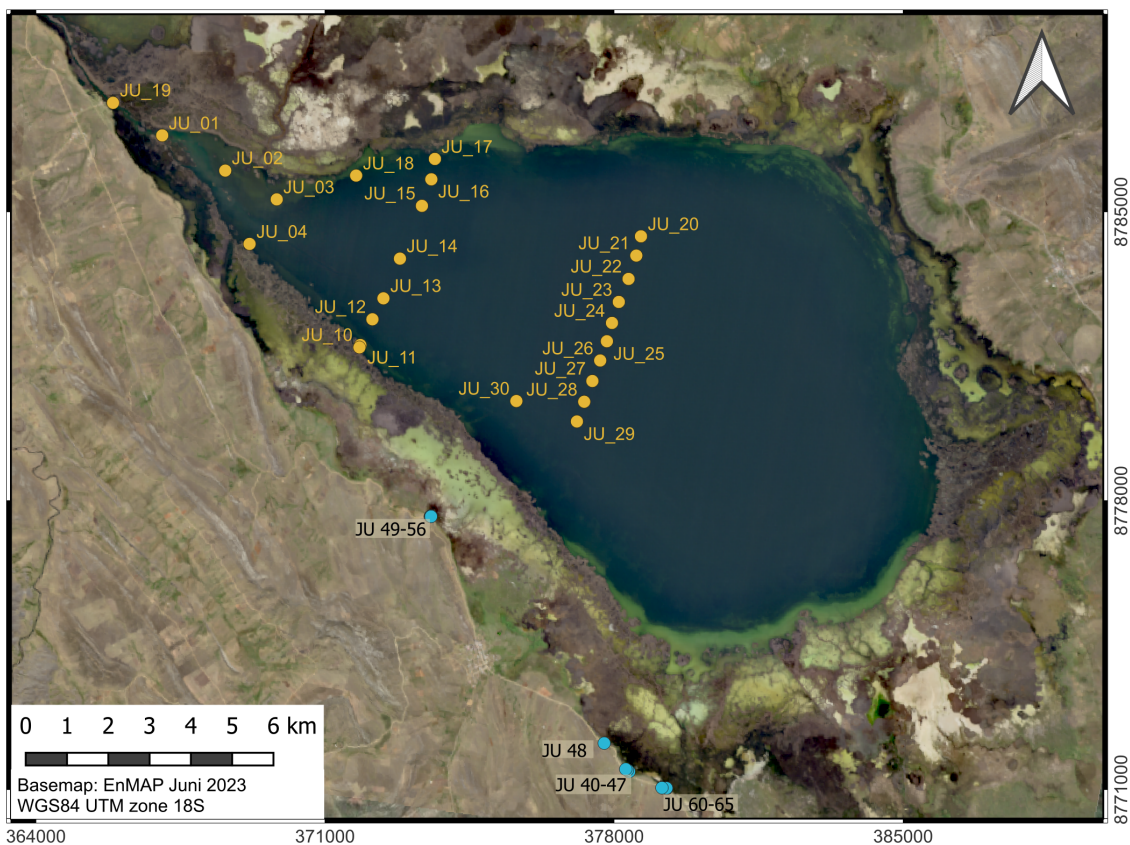 JU_19
JU_01
JU_02
JU_03
JU_04
JU_17
JU_18
JU_15
JU_16
JU_14
JU_13
JU_12
JU_10
JU_11
JU_20
JU_21
JU_22
JU_23
JU_24
JU_26
JU_25
JU_27
JU_30
JU_28
JU_29
JU 49-56
JU 48
JU 40-47
JU 60-65
0 1 2 3 4 5 6 km
Basemap: EnMAP Juni 2023
WGS84 UTM zone 18S
364000 371000 378000 385000
8785000
8778000
8771000